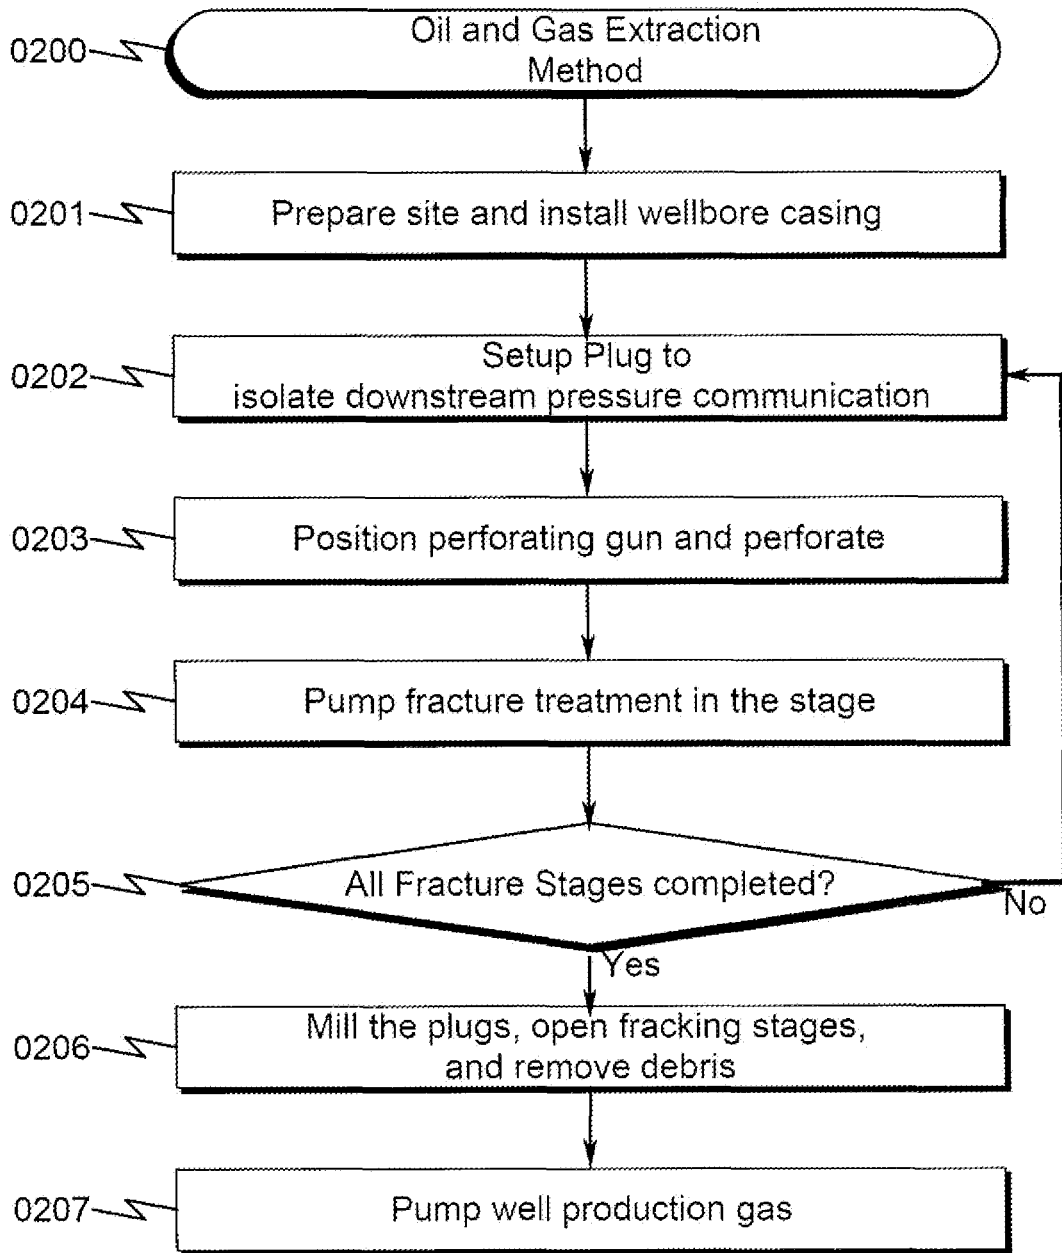 0200
Oil and Gas Extraction
Method
0201
Prepare site and install wellbore casing
0202
Setup Plug to
isolate downstream pressure communication
0203
Position perforating gun and perforate
0204
Pump fracture treatment in the stage
0205
All Fracture Stages completed?
No
Yes
0206
Mill the plugs, open fracking stages,
and remove debris
0207
Pump well production gas